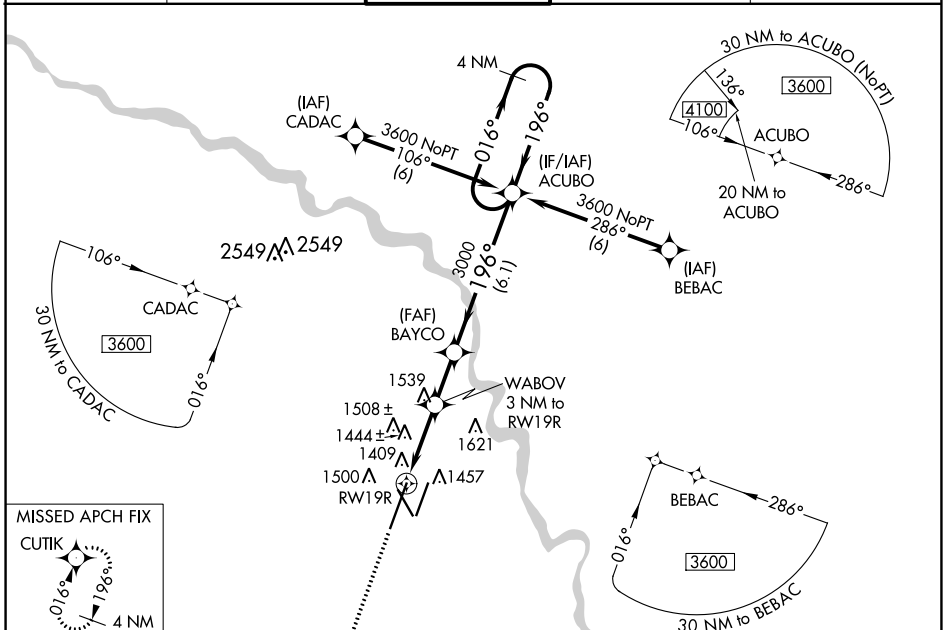 30 NM to ACUBO (NoPT)
136°
3600
4100
106°
ACUBO
286°
20 NM to
ACUBO
4 NM
016°
196°
(IAF)
CADAC
3600 NoPT
106°
(6)
(IF/IAF)
ACUBO
3600 NoPT
286°
(6)
(IAF)
BEBAC
3000
196°
(6.1)
2549
2549
106°
CADAC
3600
016°
30 NM to CADAC
(FAF)
BAYCO
1539
WABOV
3 NM to
RW19R
1508 ±
1444 ±
1621
1409
1500
1457
RW19R
BEBAC
286°
016°
3600
30 NM to BEBAC
MISSED APCH FIX
CUTIK
016°
196°
4 NM